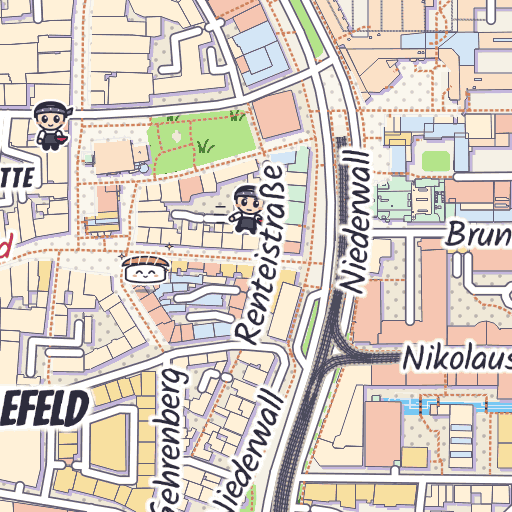 TTE
Renteistraße
Niederwall
Brun
d
Nikolaus
EFELD
Gehrenberg
Niederwall